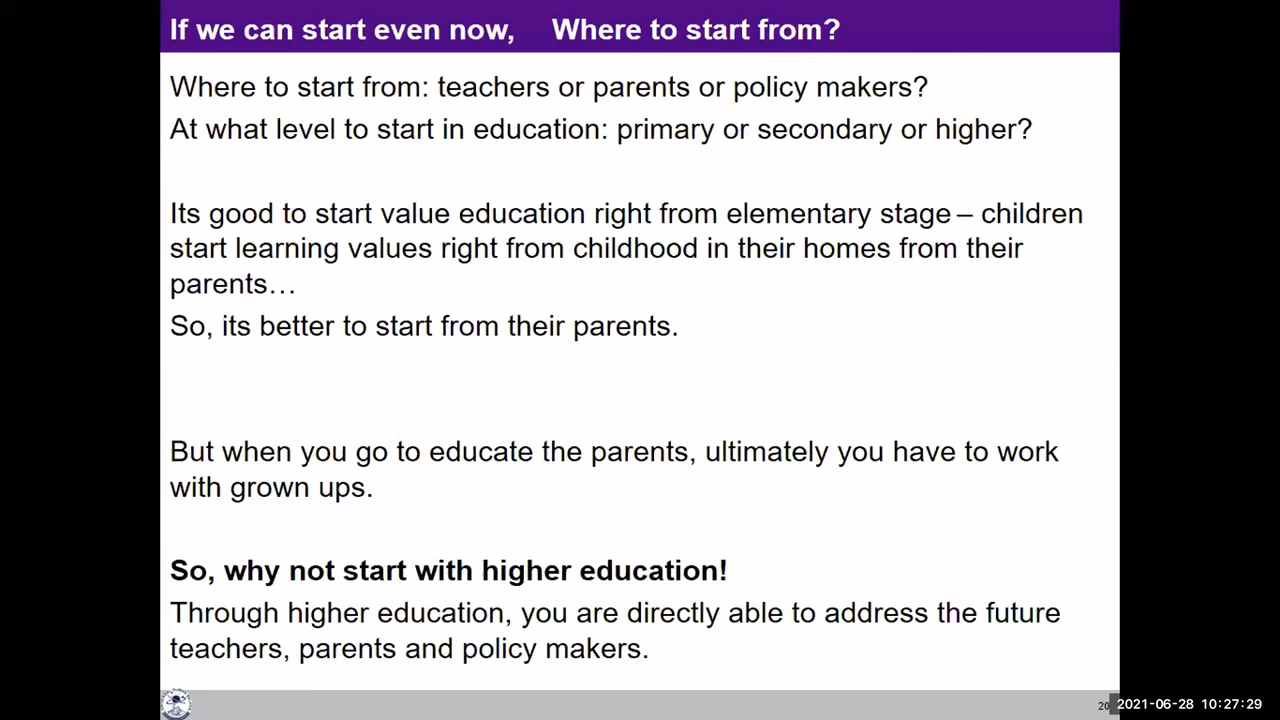 If we can start even now, Where to start from?
Where to start from: teachers or parents or policy makers?
At what level to start in education: primary or secondary or higher?
Its good to start value education right from elementary stage – children
start learning values right from childhood in their homes from their
parents…
So, its better to start from their parents.
But when you go to educate the parents, ultimately you have to work
with grown ups.
So, why not start with higher education!
Through higher education, you are directly able to address the future
teachers, parents and policy makers.
20
2021-06-28 10:27:29